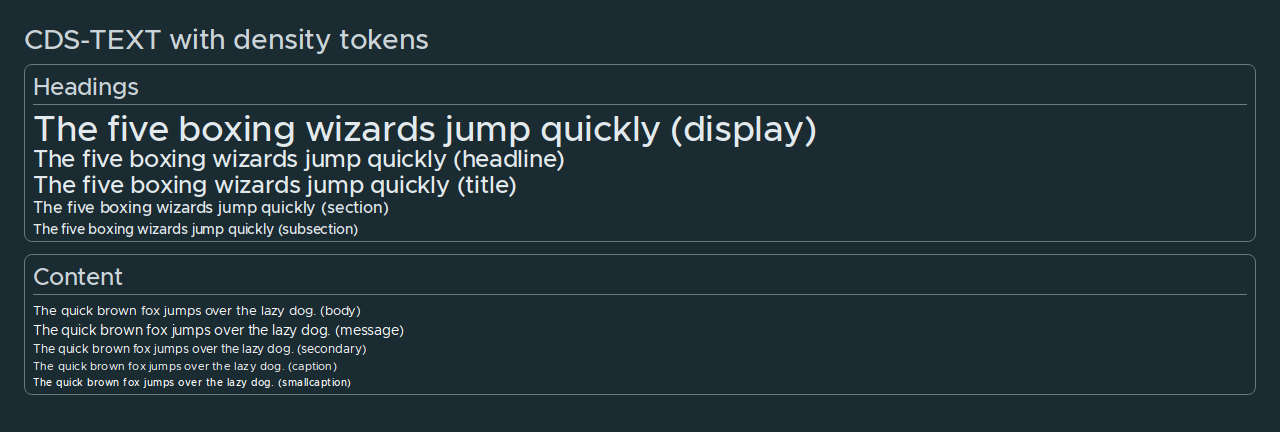 CDS-TEXT with density tokens
Headings
The five boxing wizards jump quickly (display)
The five boxing wizards jump quickly (headline)
The five boxing wizards jump quickly (title)
The five boxing wizards jump quickly (section)
The five boxing wizards jump quickly (subsection)
Content
The quick brown fox jumps over the lazy dog. (body)
The quick brown fox jumps over the lazy dog. (message)
The quick brown fox jumps over the lazy dog. (secondary)
The quick brown fox jumps over the lazy dog. (caption)
The quick brown fox jumps over the lazy dog. (smallcaption)